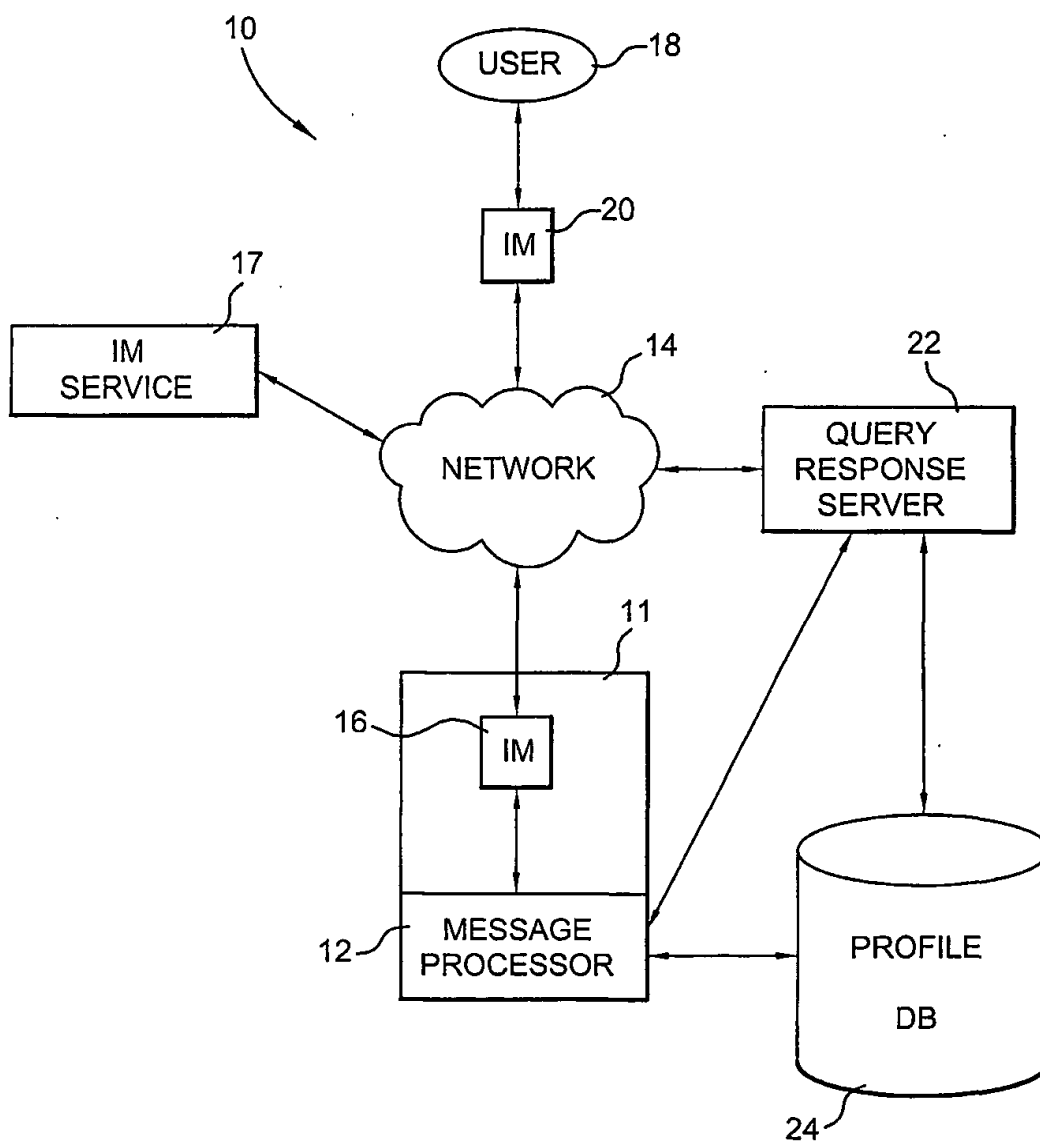 10
USER
18
IM
20
17
IM
SERVICE
14
NETWORK
22
QUERY
RESPONSE
SERVER
11
16
IM
12
MESSAGE
PROCESSOR
PROFILE
DB
24